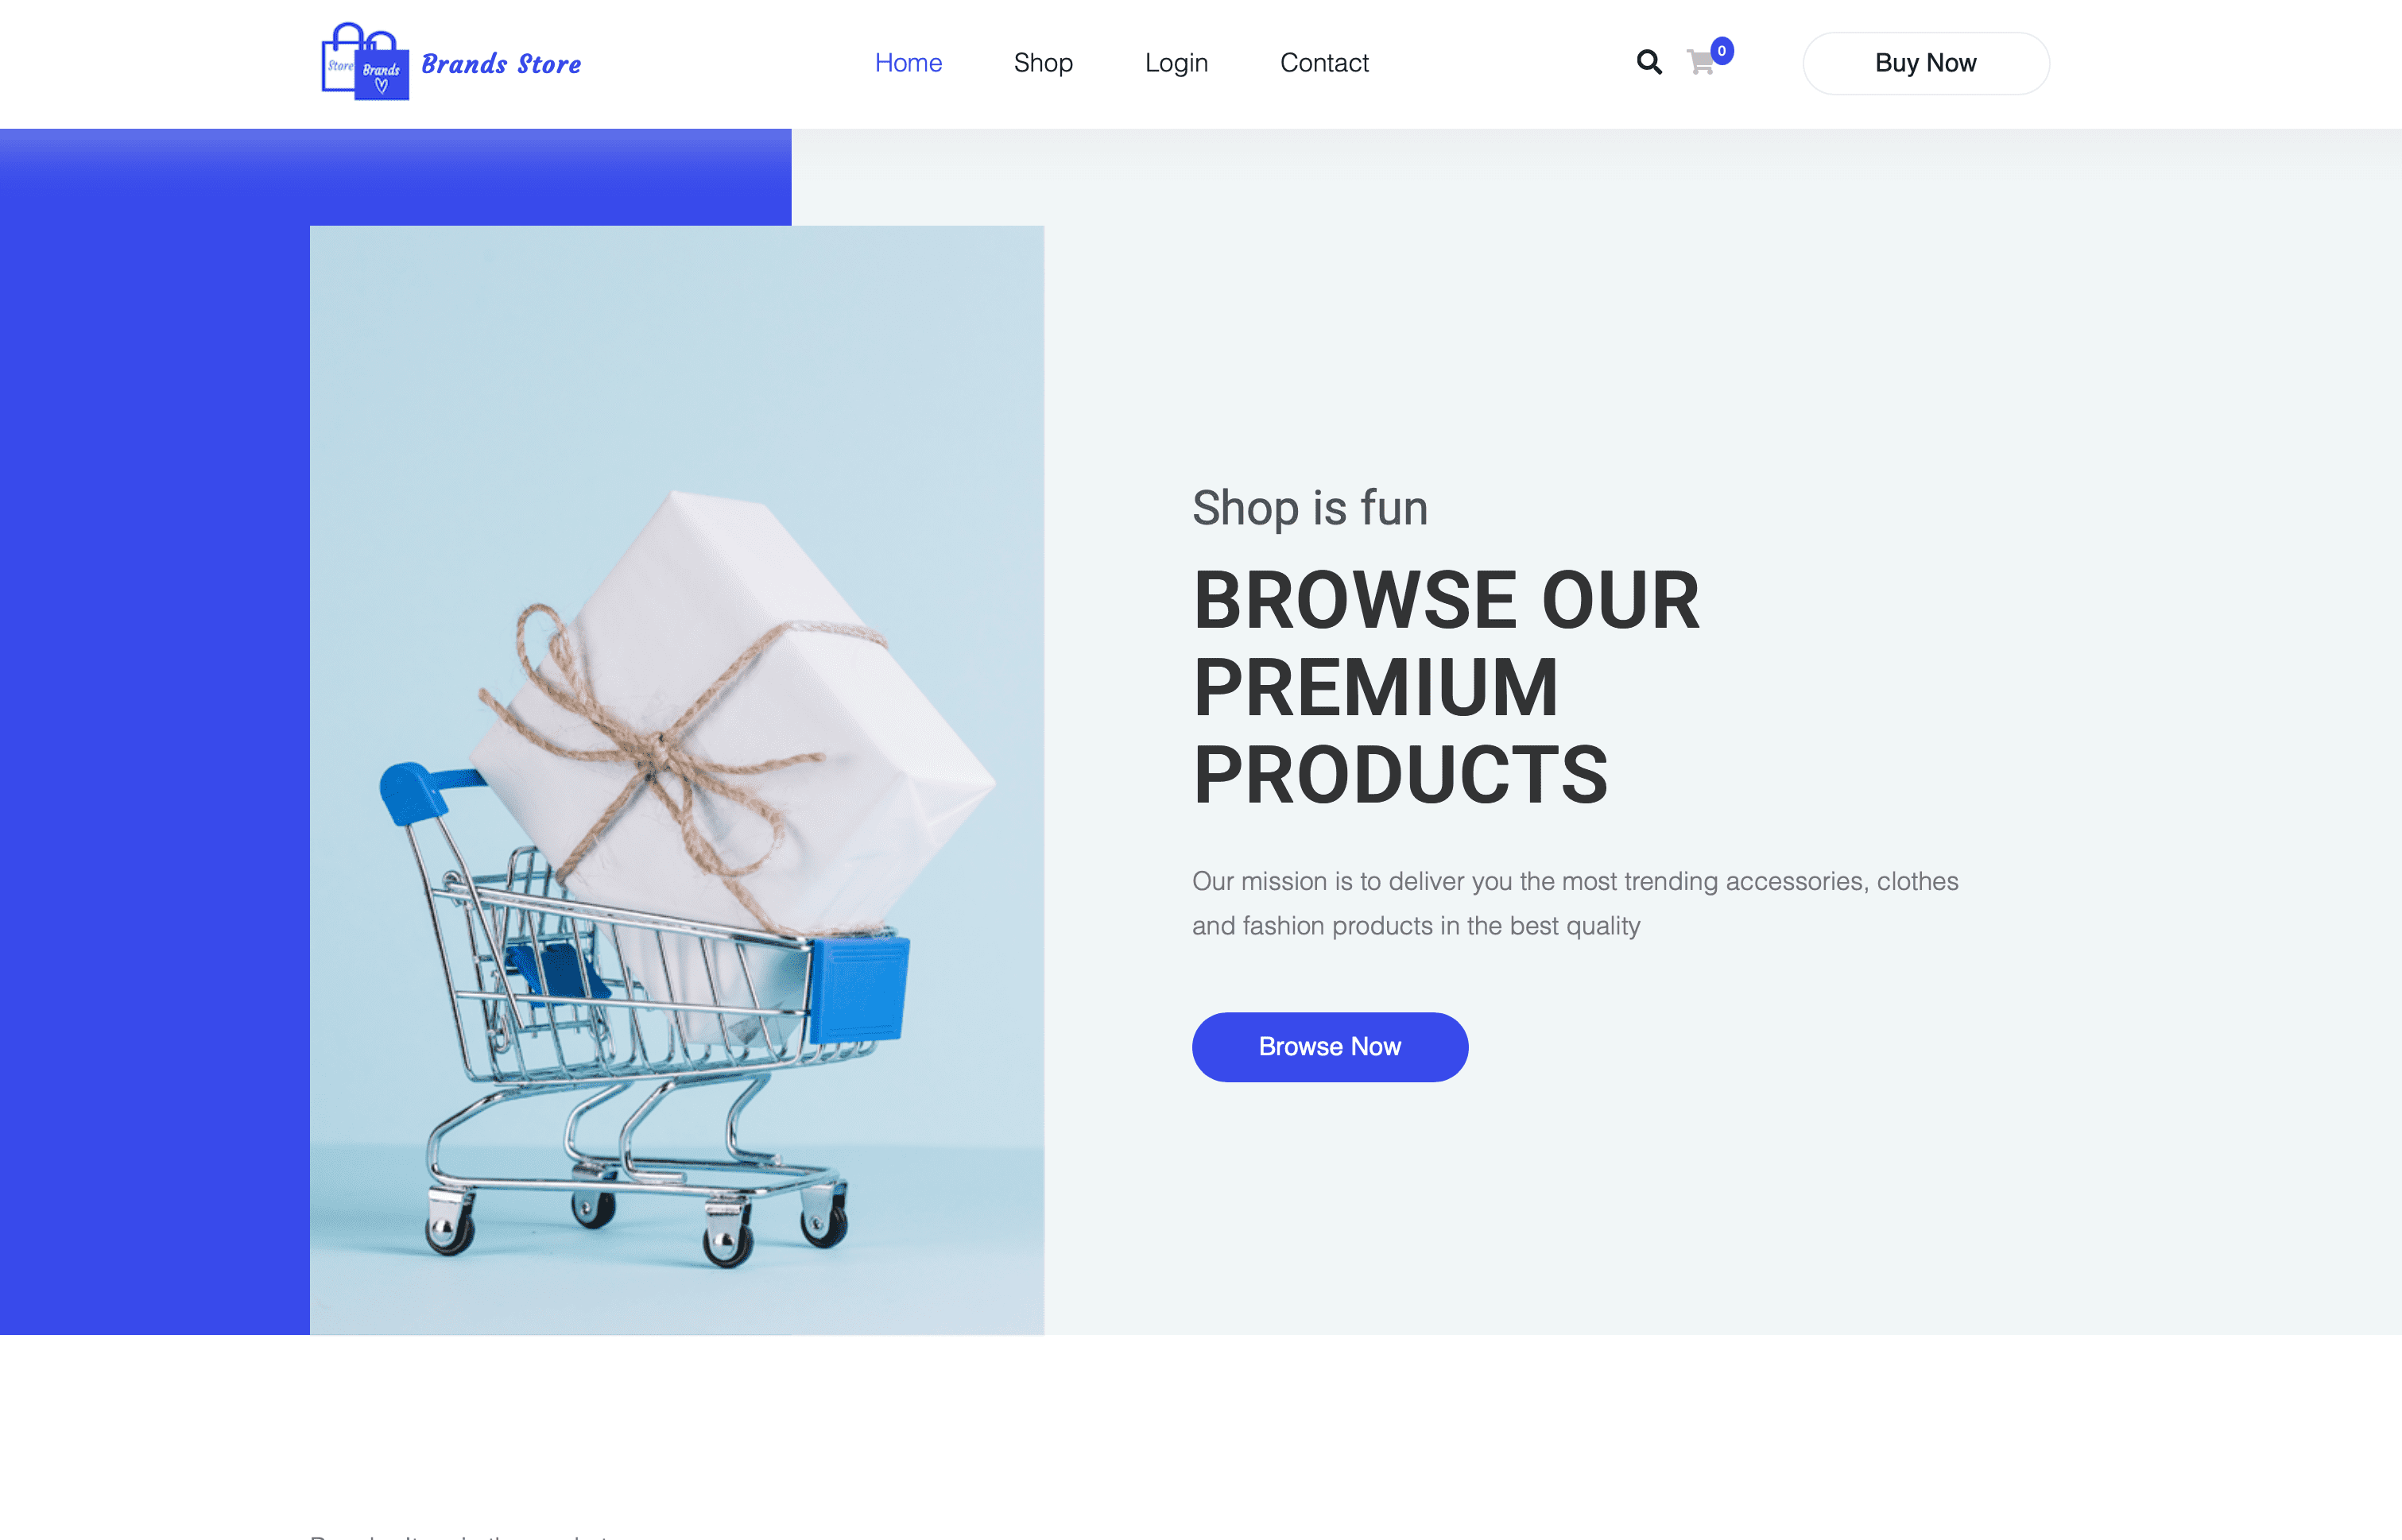 Store
Brands
Brands Store
Home
Shop
Login
Contact
0
Buy Now
Shop is fun
BROWSE OUR
PREMIUM
PRODUCTS
Our mission is to deliver you the most trending accessories, clothes
and fashion products in the best quality
Browse Now